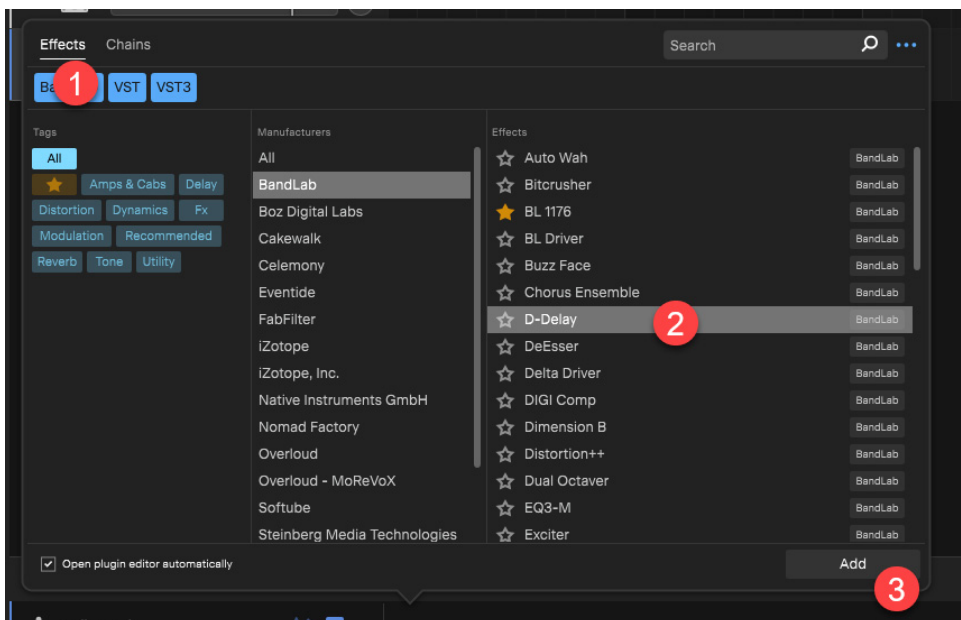 Effects Chains Search
1 VST VST3
Tags
All
Amps & Cabs Delay
Distortion Dynamics Fx
Modulation Recommended
Reverb Tone Utility
Manufacturers
All
BandLab
Boz Digital Labs
Cakewalk
Celemony
Eventide
FabFilter
iZotope
iZotope, Inc.
Native Instruments GmbH
Nomad Factory
Overloud
Overloud - MoReVoX
Softube
Steinberg Media Technologies
Effects
Auto Wah BandLab
Bitcrusher BandLab
BL 1176 BandLab
BL Driver BandLab
Buzz Face BandLab
Chorus Ensemble BandLab
D-Delay 2 BandLab
DeEsser BandLab
Delta Driver BandLab
DIGI Comp BandLab
Dimension B BandLab
Distortion++ BandLab
Dual Octaver BandLab
EQ3-M BandLab
Exciter BandLab
Open plugin editor automatically
Add
3